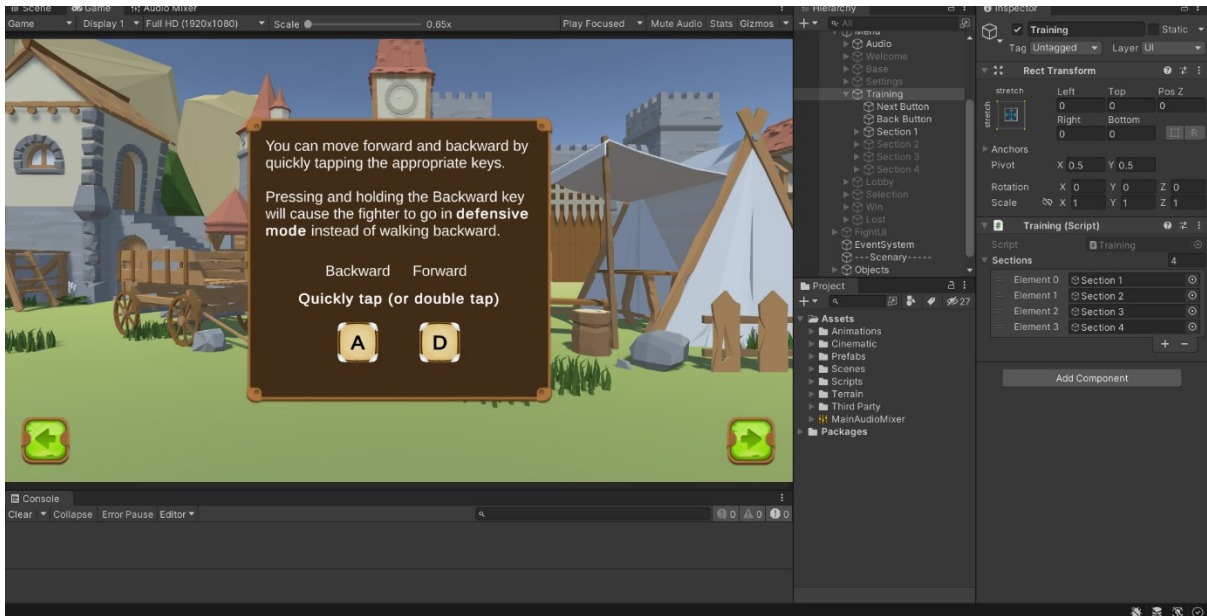 Scene Game Audio Mixer
Game Display 1 Full HD (1920x1080) Scale 0.65x Play Focused Mute Audio Stats Gizmos
You can move forward and backward by
quickly tapping the appropriate keys.
Pressing and holding the Backward key
will cause the fighter to go in defensive
mode instead of walking backward.
Backward Forward
Quickly tap (or double tap)
A D
Console
Clear Collapse Error Pause Editor 0 0 0
Hierarchy
All
Menu
Audio
Welcome
Base
Settings
Training
Next Button
Back Button
Section 1
Section 2
Section 3
Section 4
Lobby
Selection
Win
Lost
FightUI
EventSystem
---Scenary-----
Objects
Project
27
Assets
Animations
Cinematic
Prefabs
Scenes
Scripts
Terrain
Third Party
MainAudioMixer
Packages
Inspector
Training Static
Tag Untagged Layer UI
Rect Transform
stretch Left Top Pos Z
stretch 0 0 0
Right Bottom
0 0 R
Anchors
Pivot X 0.5 Y 0.5
Rotation X 0 Y 0 Z 0
Scale X 1 Y 1 Z 1
# Training (Script)
Script Training
Sections 4
Element 0 Section 1
Element 1 Section 2
Element 2 Section 3
Element 3 Section 4
+ −
Add Component